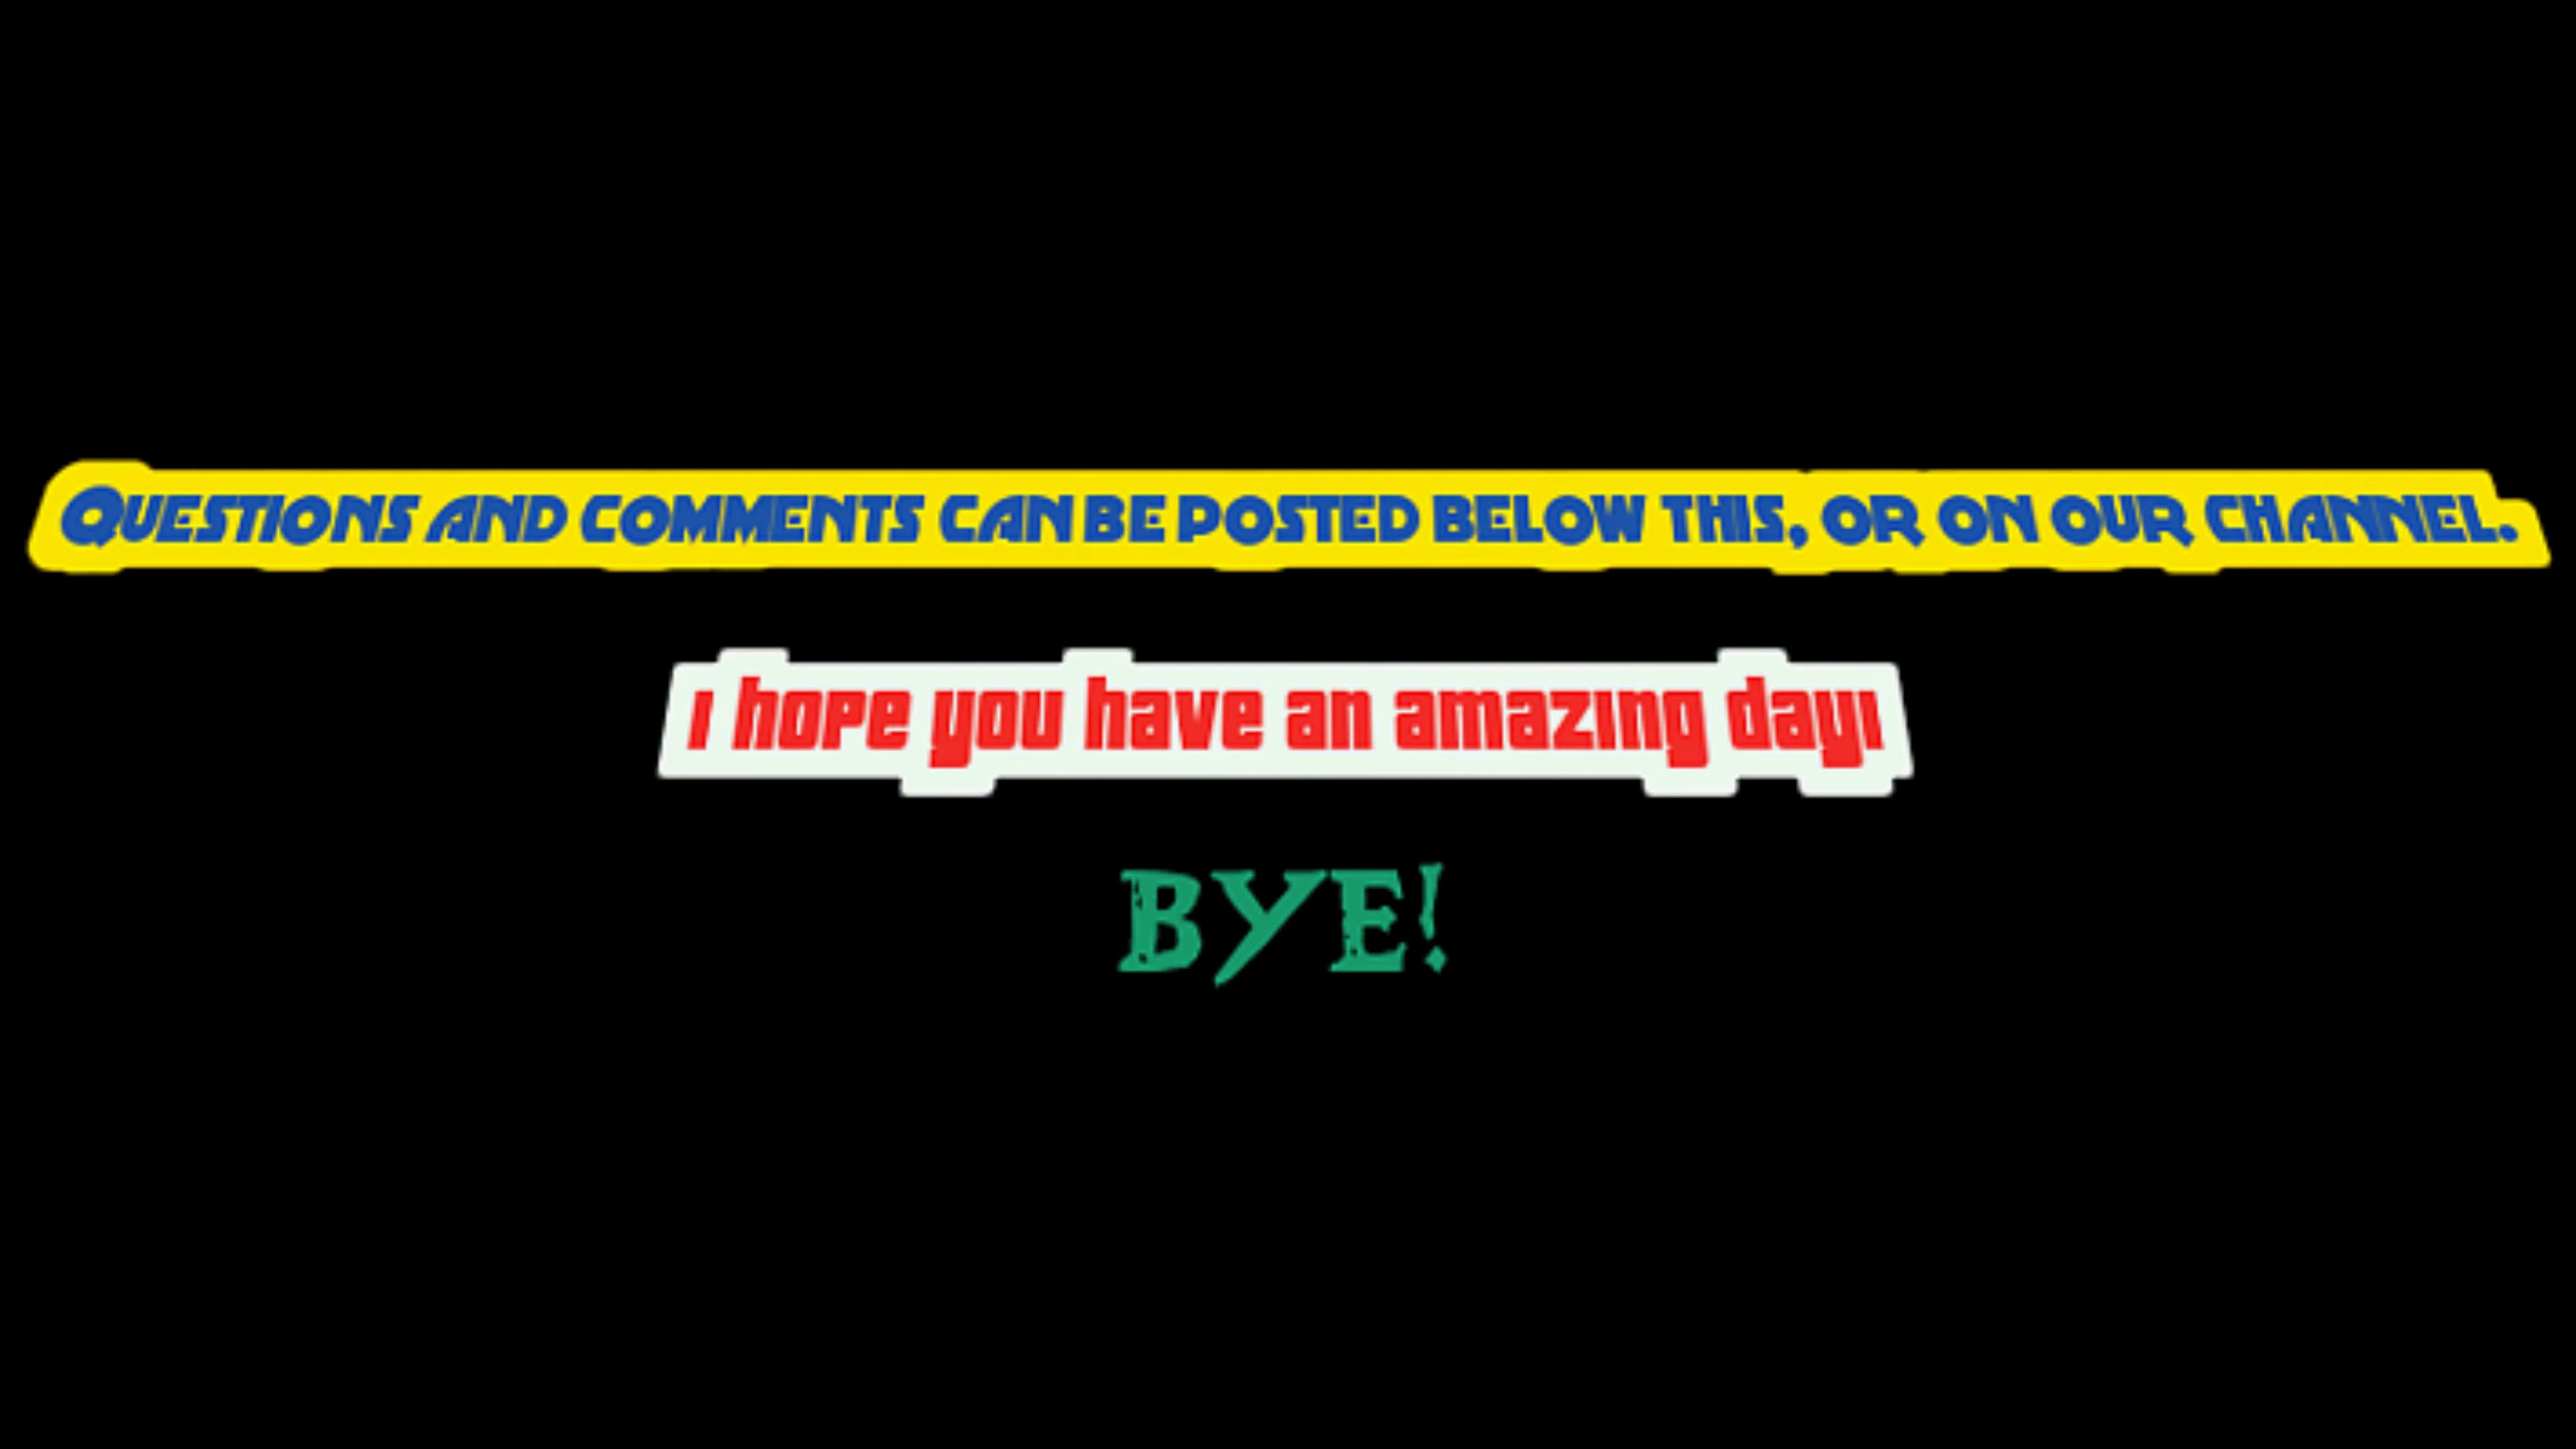 Questions and comments can be posted below this, or on our channel.
I hope you have an amazing day!
BYE!